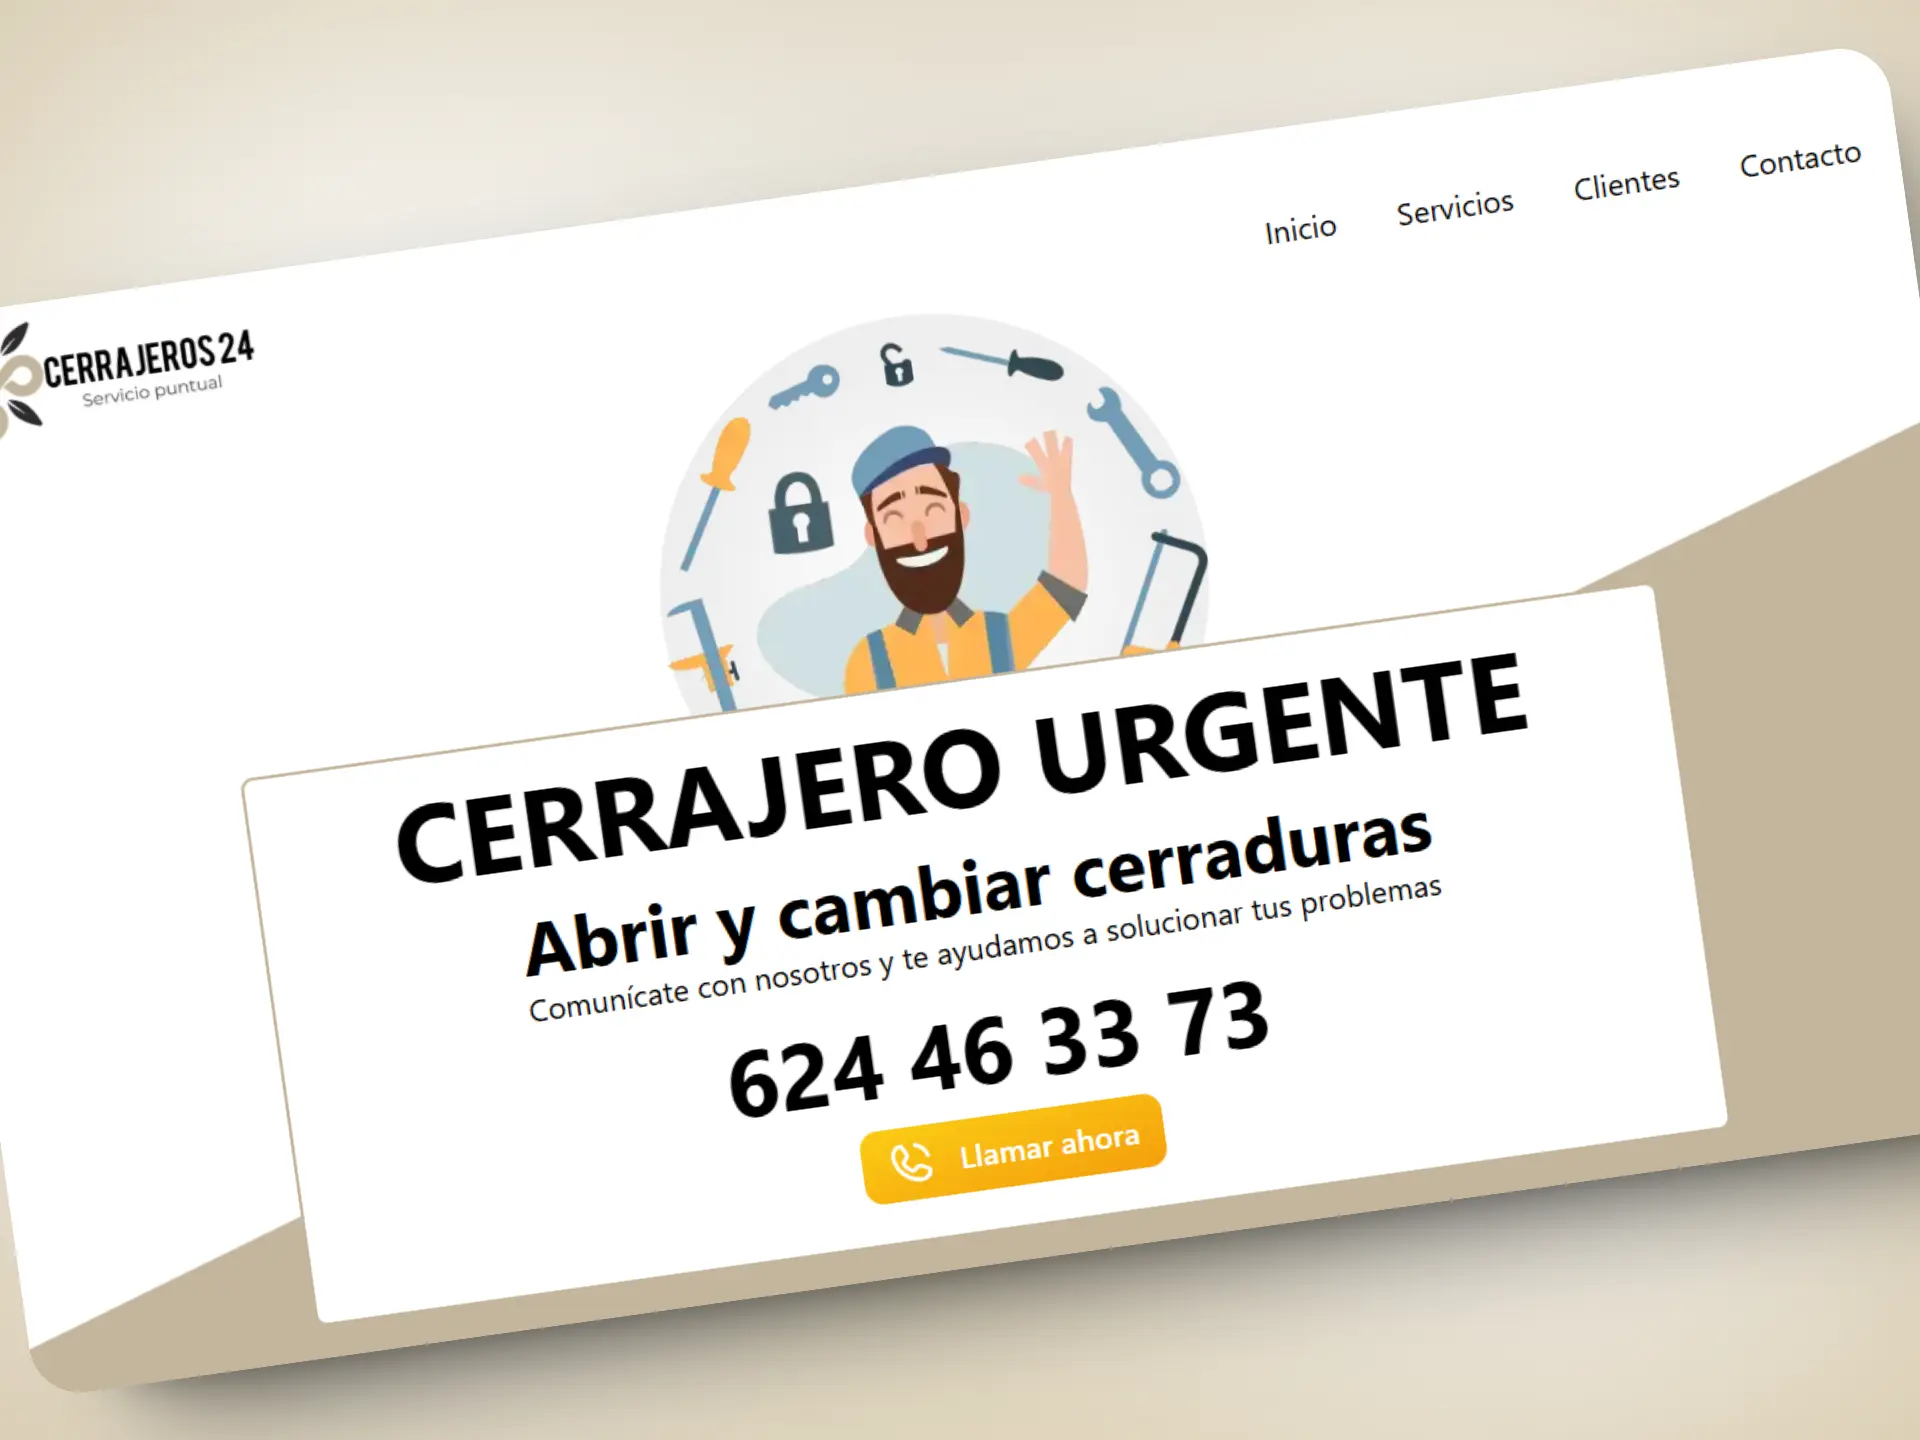 Inicio Servicios Clientes Contacto
CERRAJEROS 24
Servicio puntual
CERRAJERO URGENTE
Abrir y cambiar cerraduras
Comunícate con nosotros y te ayudamos a solucionar tus problemas
624 46 33 73
Llamar ahora